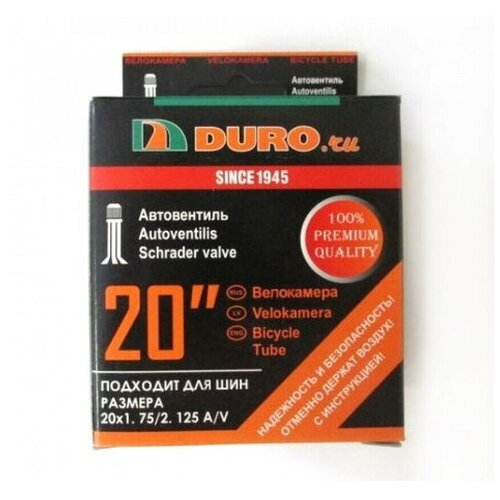 ВЕЛОКАМЕРА VELOKAMERA BICYCLE TUBE
Автовентиль
Autoventilis
Schrader valve
DURO.ru
SINCE 1945
Автовентиль
Autoventilis
Schrader valve
100%
PREMIUM
QUALITY
20"
RUS Велокамера
LV Velokamera
ENG Bicycle
Tube
ПОДХОДИТ ДЛЯ ШИН
РАЗМЕРА
20x1. 75/2. 125 A/V
НАДЕЖНОСТЬ И БЕЗОПАСНОСТЬ!
ОТМЕННО ДЕРЖАТ ВОЗДУХ!
С ИНСТРУКЦИЕЙ!